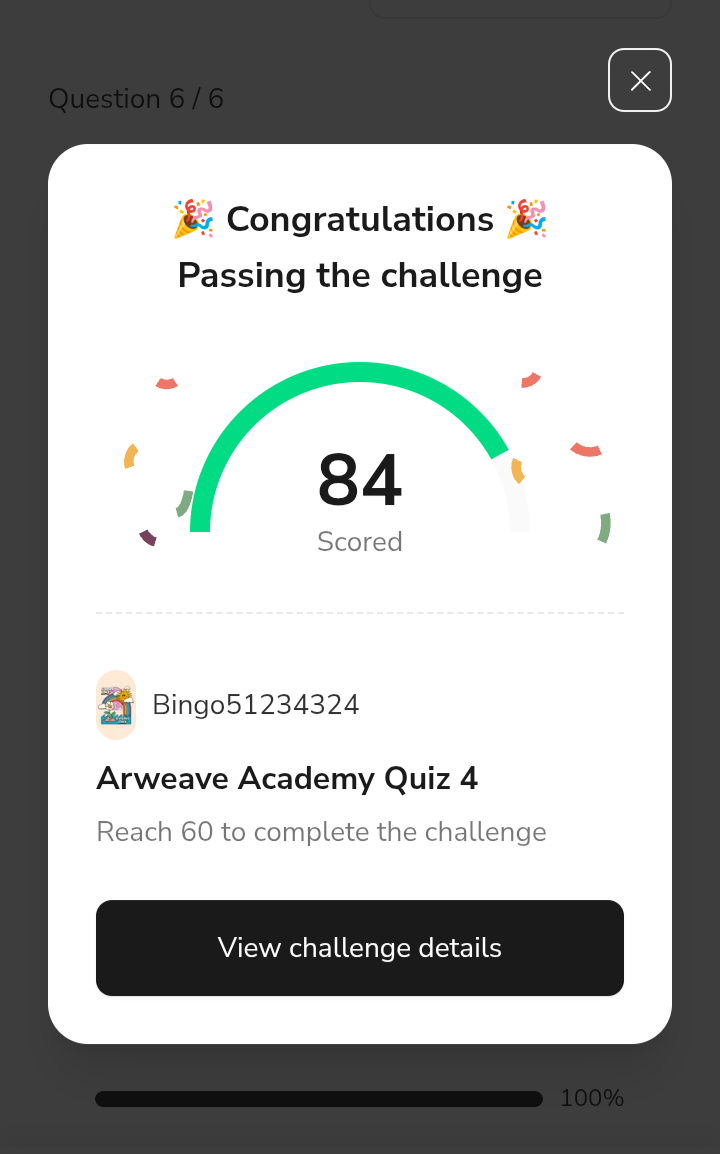 Question 6 / 6
🎉 Congratulations 🎉
Passing the challenge
84
Scored
Bingo51234324
Arweave Academy Quiz 4
Reach 60 to complete the challenge
View challenge details
100%